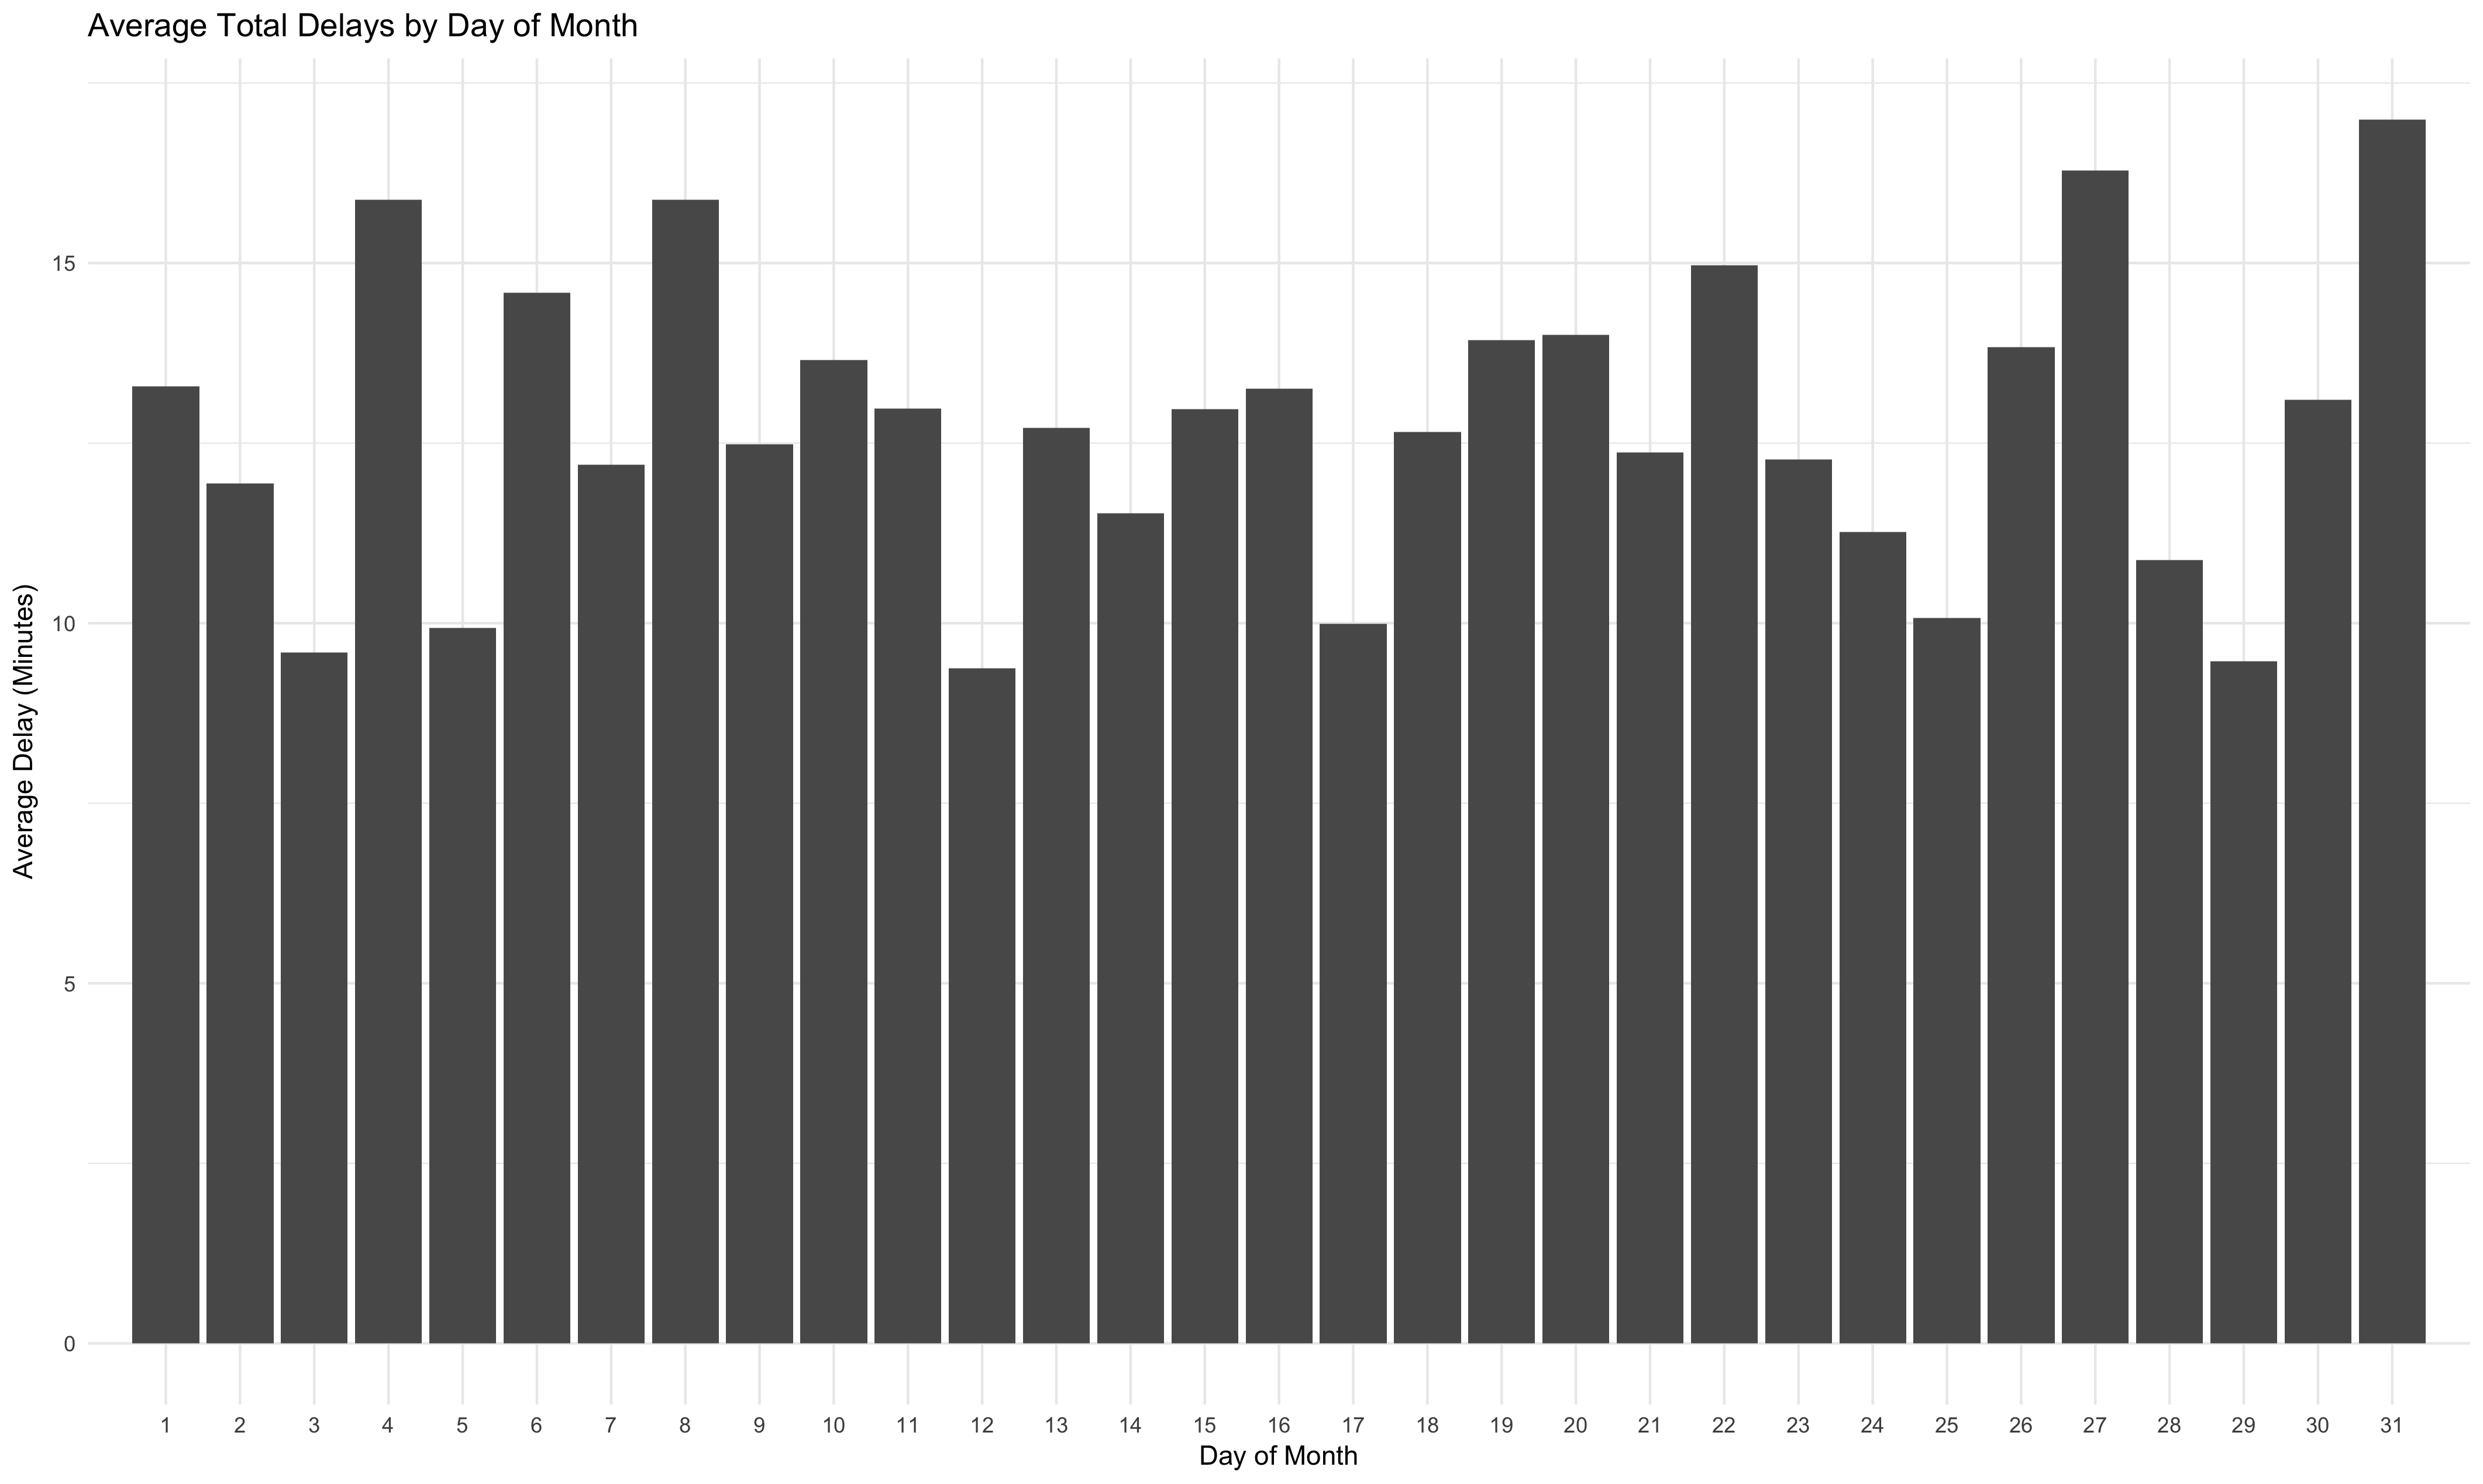 Average Total Delays by Day of Month
Average Delay (Minutes)
15
10
5
0
1 2 3 4 5 6 7 8 9 10 11 12 13 14 15 16 17 18 19 20 21 22 23 24 25 26 27 28 29 30 31
Day of Month